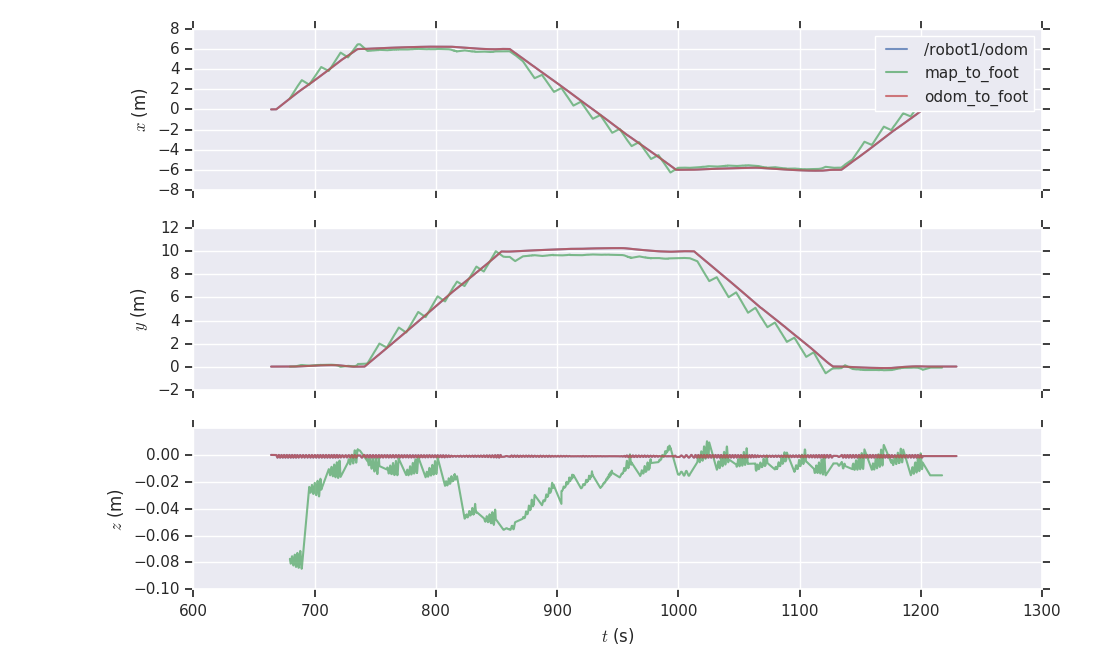 8
6
4
2
0
−2
−4
−6
−8
x (m)
/robot1/odom
map_to_foot
odom_to_foot
12
10
8
6
4
2
0
−2
y (m)
0.00
−0.02
−0.04
−0.06
−0.08
−0.10
z (m)
600 700 800 900 1000 1100 1200 1300
t (s)